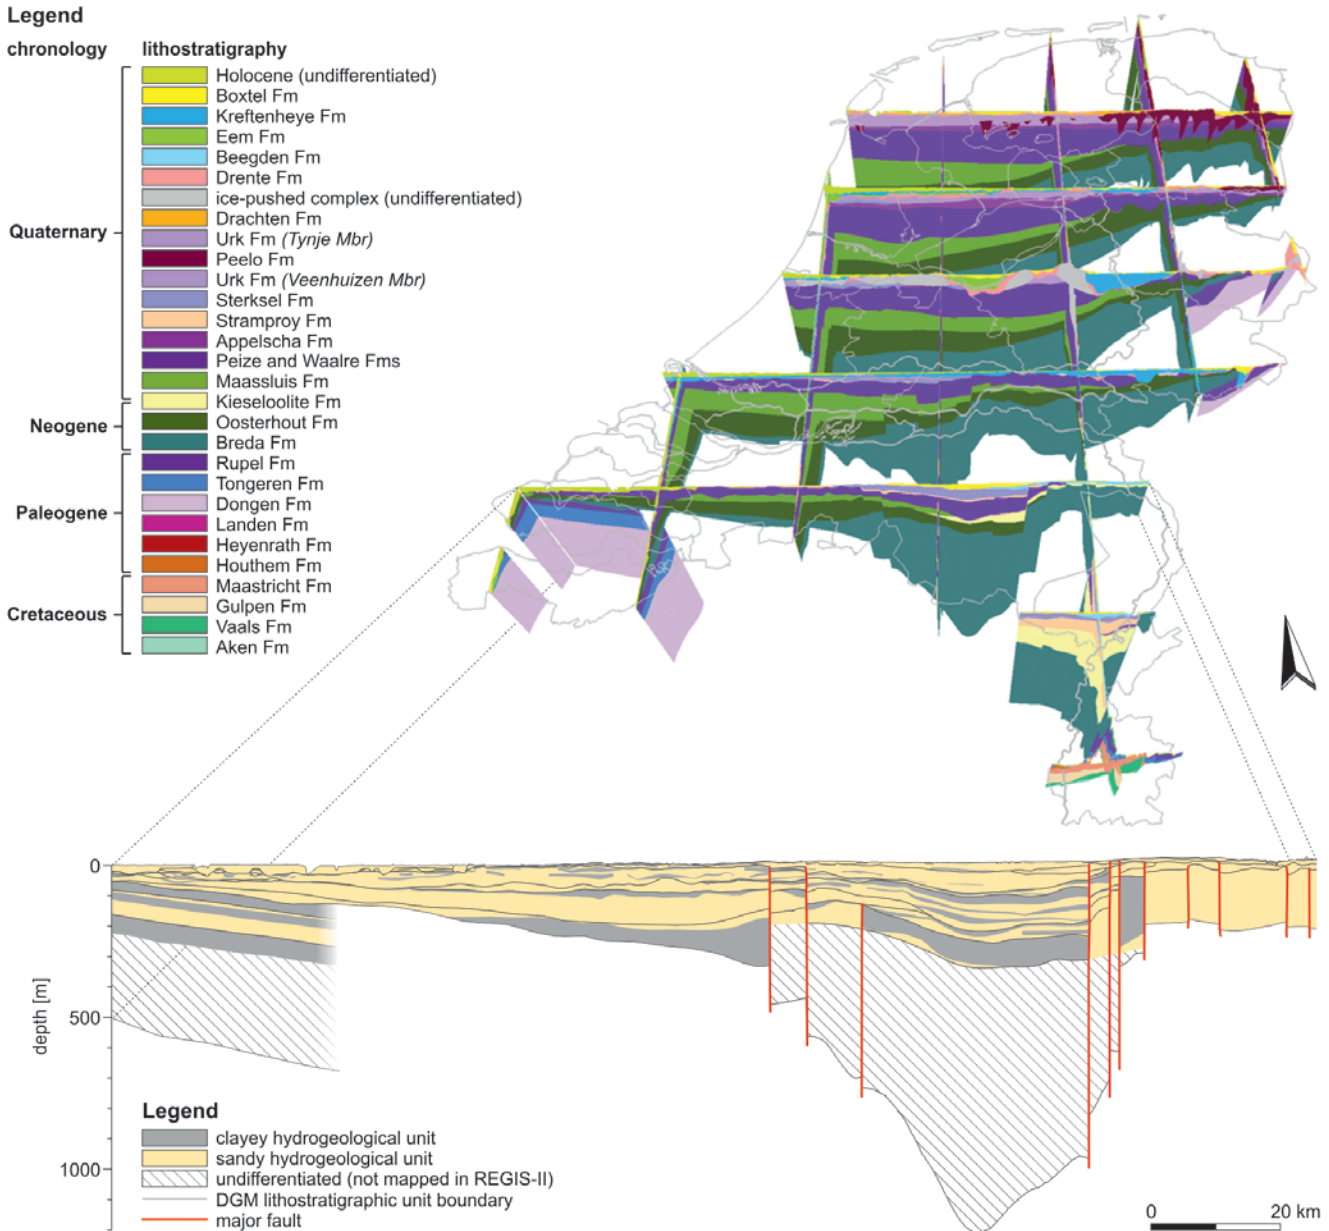 Legend
chronology lithostratigraphy
Holocene (undifferentiated)
Boxtel Fm
Kreftenheye Fm
Eem Fm
Beegden Fm
Drente Fm
ice-pushed complex (undifferentiated)
Drachten Fm
Quaternary
Urk Fm (Tynje Mbr)
Peelo Fm
Urk Fm (Veenhuizen Mbr)
Sterksel Fm
Stramproy Fm
Appelscha Fm
Peize and Waalre Fms
Maassluis Fm
Kieseloolite Fm
Neogene
Oosterhout Fm
Breda Fm
Rupel Fm
Tongeren Fm
Dongen Fm
Paleogene
Landen Fm
Heyenrath Fm
Houthem Fm
Maastricht Fm
Gulpen Fm
Cretaceous
Vaals Fm
Aken Fm
0
500
1000
depth [m]
Legend
clayey hydrogeological unit
sandy hydrogeological unit
undifferentiated (not mapped in REGIS-II)
DGM lithostratigraphic unit boundary
major fault
0 20 km